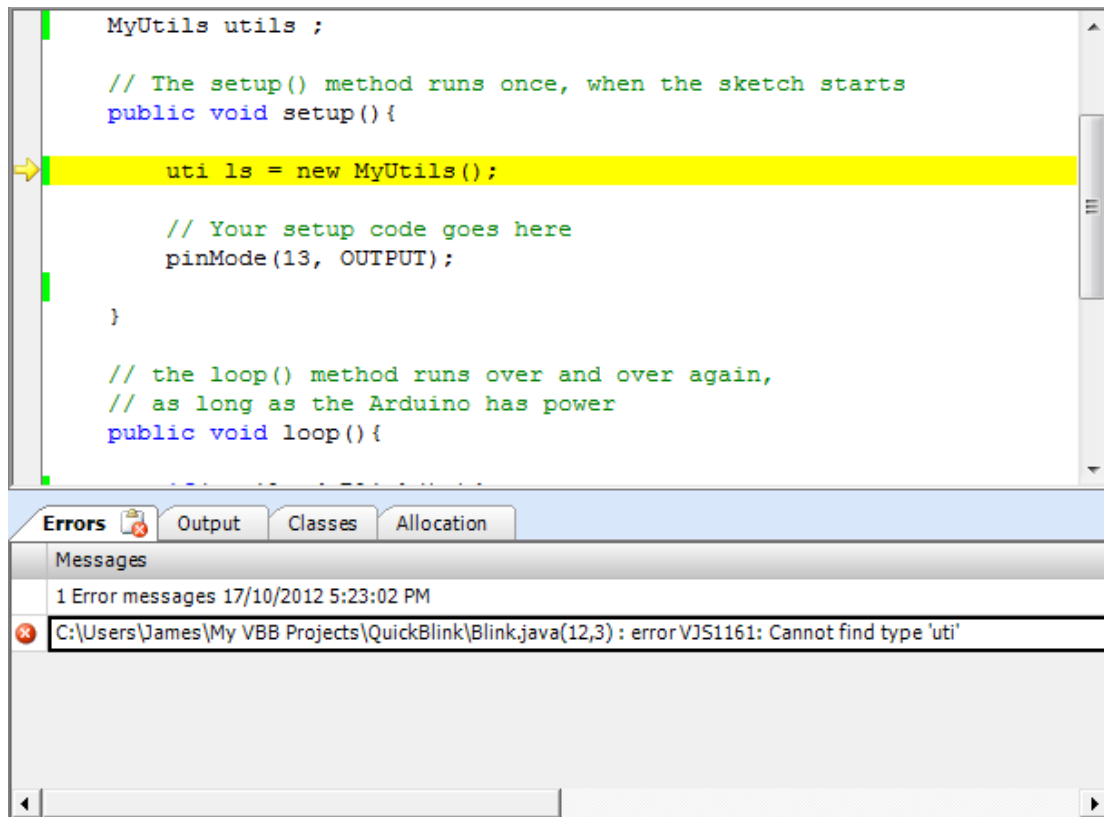 MyUtils utils ;
// The setup() method runs once, when the sketch starts
public void setup(){
uti ls = new MyUtils();
// Your setup code goes here
pinMode(13, OUTPUT);
}
// the loop() method runs over and over again,
// as long as the Arduino has power
public void loop(){
Errors Output Classes Allocation
Messages
1 Error messages 17/10/2012 5:23:02 PM
C:\Users\James\My VBB Projects\QuickBlink\Blink.java(12,3) : error VJS1161: Cannot find type 'uti'